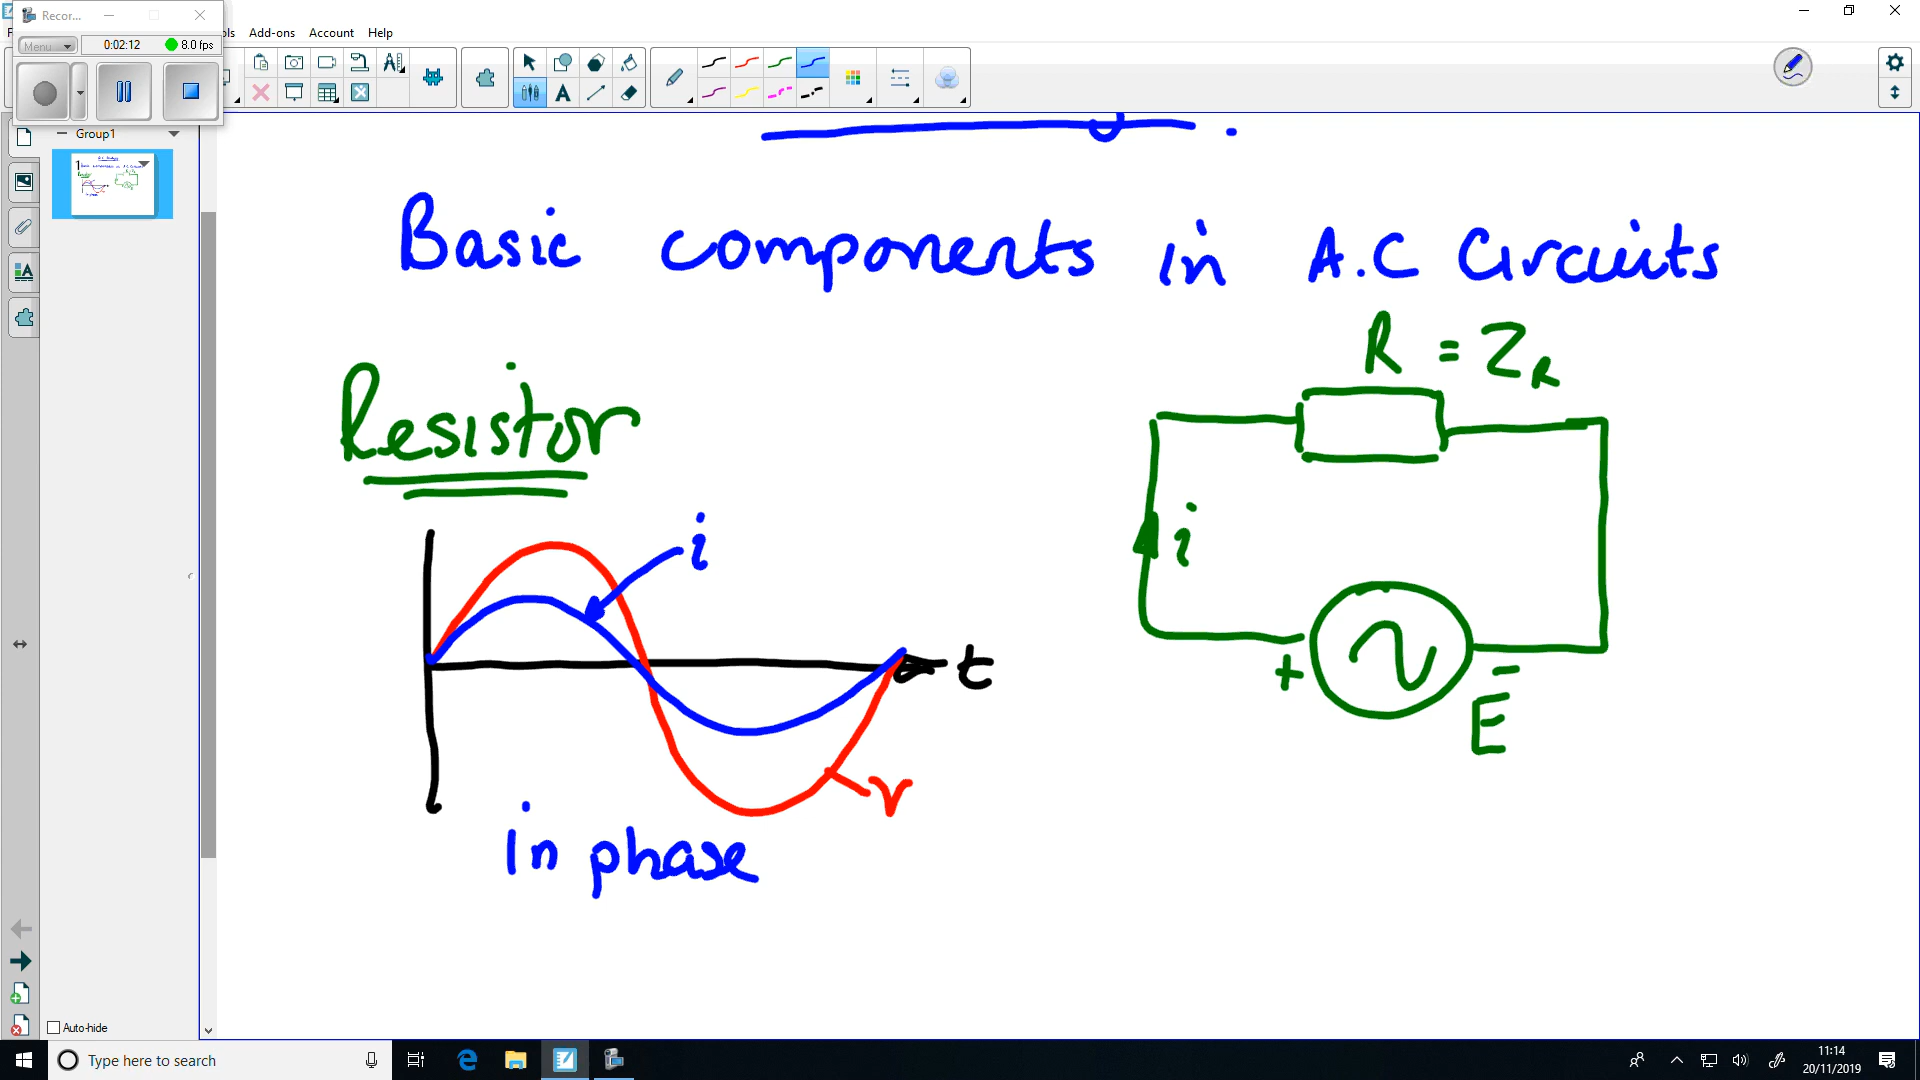 Recor...
Menu
0:02:12
8.0 fps
ols Add-ons Account Help
Group1
Basic components in A.C Circuits
R = ZR
Resistor
i
i
t
+
-
E
v
in phase
Auto-hide
Type here to search
11:14
20/11/2019